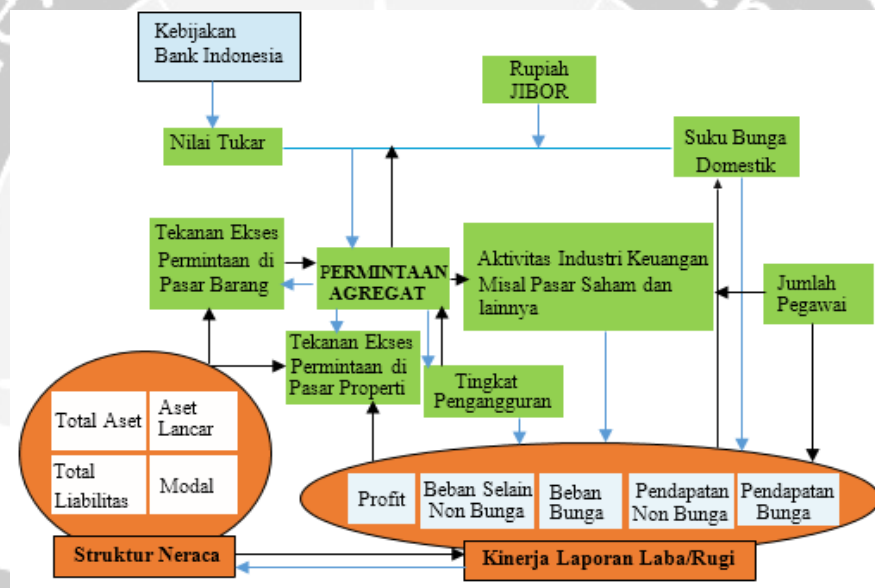 Kebijakan
Bank Indonesia
Rupiah
JIBOR
Nilai Tukar
Suku Bunga
Domestik
Tekanan Ekses
Permintaan di
Pasar Barang
PERMINTAAN
AGREGAT
Aktivitas Industri Keuangan
Misal Pasar Saham dan
lainnya
Jumlah
Pegawai
Tekanan Ekses
Permintaan di
Pasar Properti
Tingkat
Pengangguran
Total Aset
Aset
Lancar
Total
Liabilitas
Modal
Profit
Beban Selain
Non Bunga
Beban
Bunga
Pendapatan
Non Bunga
Pendapatan
Bunga
Struktur Neraca
Kinerja Laporan Laba/Rugi